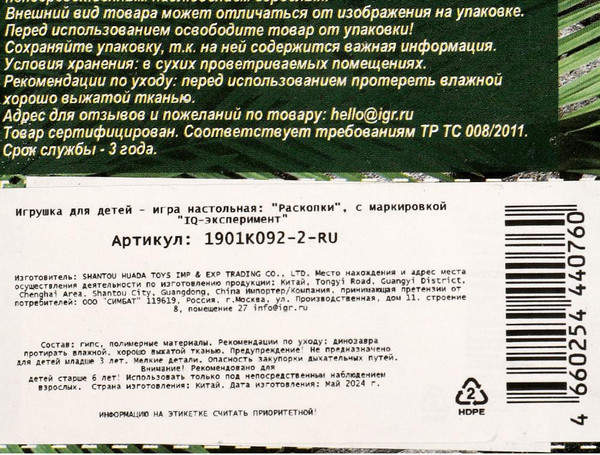 Внешний вид товара может отличаться от изображения на упаковке.
Перед использованием освободите товар от упаковки!
Сохраняйте упаковку, т.к. на ней содержится важная информация.
Условия хранения: в сухих проветриваемых помещениях.
Рекомендации по уходу: перед использованием протереть влажной
хорошо выжатой тканью.
Адрес для отзывов и пожеланий по товару: hello@igr.ru
Товар сертифицирован. Соответствует требованиям ТР ТС 008/2011.
Срок службы - 3 года.
Игрушка для детей – игра настольная: "Раскопки", с маркировкой
"IQ-эксперимент"
Артикул: 1901K092-2-RU
Изготовитель: SHANTOU HUADA TOYS IMP & EXP TRADING CO., LTD. Место нахождения и адрес места
осуществления деятельности по изготовлению продукции: Китай, Tongyi Road, Guangyi District,
Chenghai Area, Shantou City, Guangdong, China Импортер/Компания, принимающая претензии от
потребителей: ООО "СИМБАТ" 119619, Россия, г.Москва, ул. Производственная, дом 11. строение
8, помещение 27 info@igr.ru
Состав: гипс, полимерные материалы. Рекомендации по уходу: динозавра
протирать влажной, хорошо выжатой тканью. Предупреждение! Не предназначено
для детей младше 3 лет. Мелкие детали. Опасность закупорки дыхательных путей.
Внимание! Рекомендовано для
детей старше 6 лет! Использовать только под непосредственным наблюдением
взрослых. Страна изготовления: Китай. Дата изготовления: Май 2024 г.
ИНФОРМАЦИЮ НА ЭТИКЕТКЕ СЧИТАТЬ ПРИОРИТЕТНОЙ!
2
HDPE
4 660254 440760